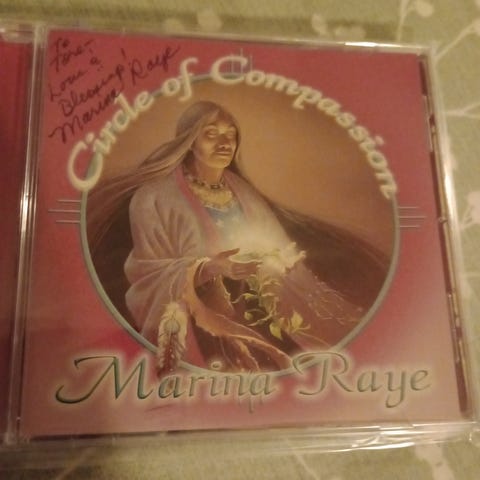 To
Love &
Blessings!
Marina Raye
Circle of Compassion
Marina Raye